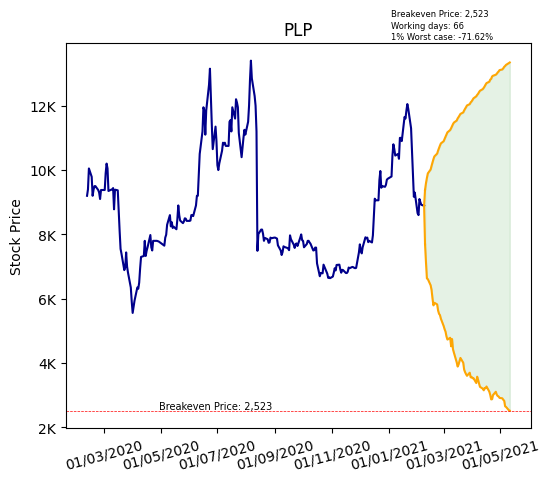 Breakeven Price: 2,523
Working days: 66
1% Worst case: -71.62%
PLP
Stock Price
12K
10K
8K
6K
4K
2K
Breakeven Price: 2,523
01/03/2020
01/05/2020
01/07/2020
01/09/2020
01/11/2020
01/01/2021
01/03/2021
01/05/2021